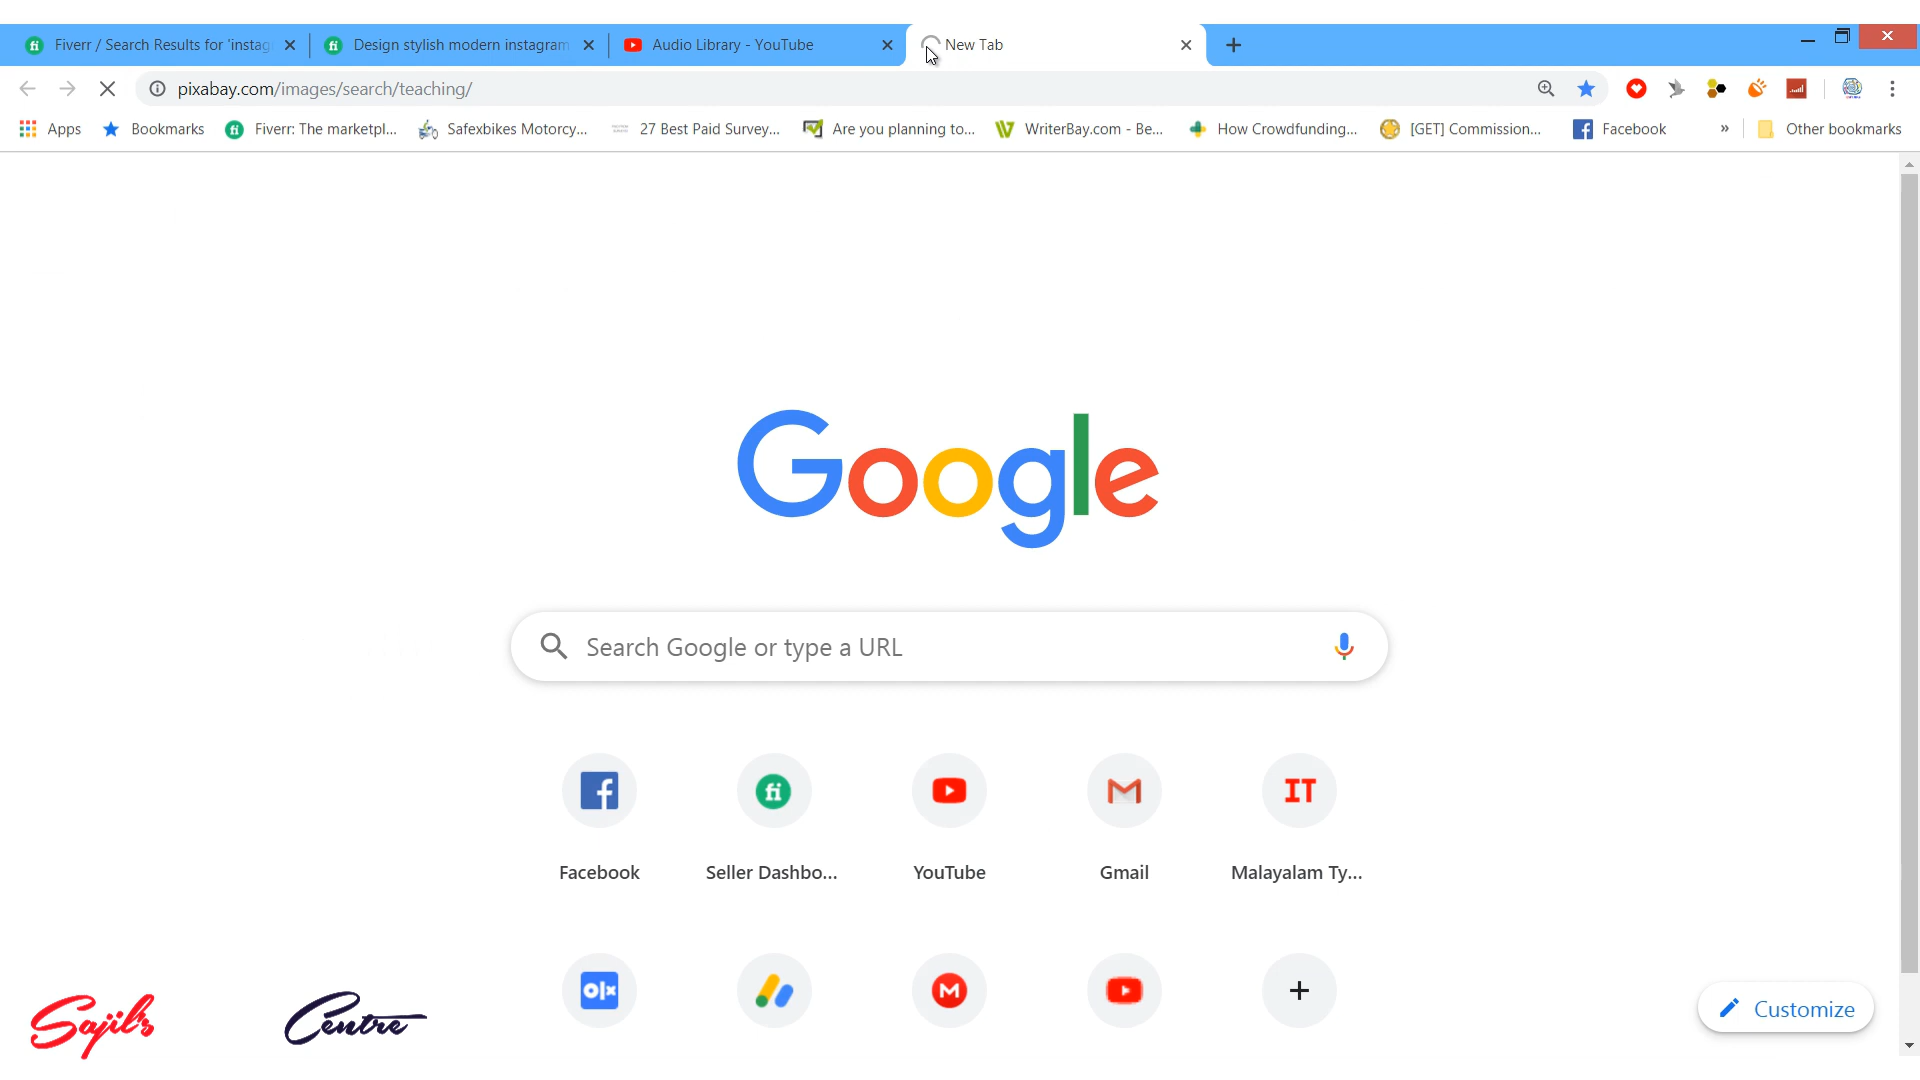 Fiverr / Search Results for 'instag
Design stylish modern instagram
Audio Library - YouTube
New Tab
pixabay.com/images/search/teaching/
Apps
Bookmarks
Fiverr: The marketpl...
Safexbikes Motorcy...
27 Best Paid Survey...
Are you planning to...
WriterBay.com - Be...
How Crowdfunding...
[GET] Commission...
Facebook
»
Other bookmarks
Google
Search Google or type a URL
Facebook
Seller Dashbo...
YouTube
Gmail
IT
Malayalam Ty...
olx
Customize
Sajil's Centre